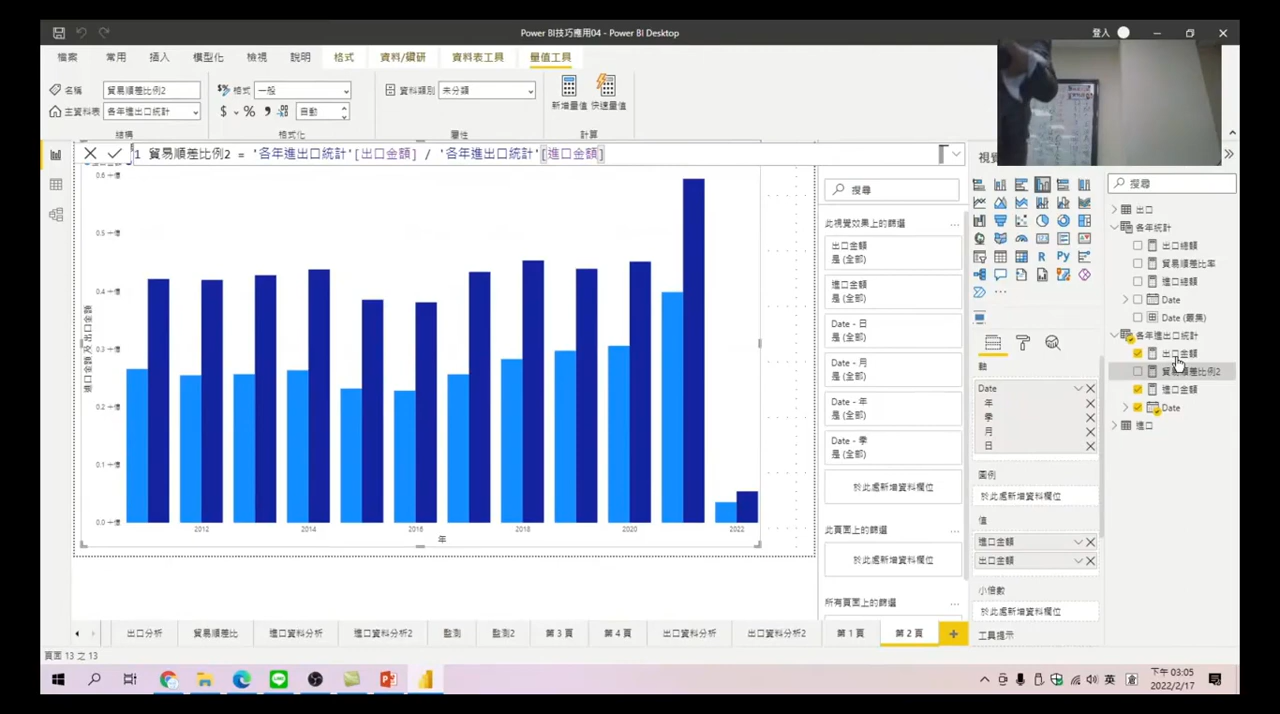 Power BI技巧應用04 - Power BI Desktop
登入
檔案
常用
插入
模型化
檢視
說明
格式
資料/鑽研
資料表工具
量值工具
名稱
貿易順差比例2
格式
一般
資料類別
未分類
主資料表
各年進出口統計
$
%
自動
新增量值
快速量值
結構
格式化
屬性
計算
1 貿易順差比例2 = '各年進出口統計'[出口金額] / '各年進出口統計'[進口金額]
0.6 十億
0.5 十億
0.4 十億
0.3 十億
0.2 十億
0.1 十億
0.0 十億
進口金額 及 出口金額
2012
2014
2016
2018
2020
2022
年
搜尋
此視覺效果上的篩選
...
出口金額
是 (全部)
進口金額
是 (全部)
Date - 日
是 (全部)
Date - 月
是 (全部)
Date - 年
是 (全部)
Date - 季
是 (全部)
於此處新增資料欄位
此頁面上的篩選
...
於此處新增資料欄位
所有頁面上的篩選
...
R
Py
...
軸
Date
年
季
月
日
圖例
於此處新增資料欄位
值
進口金額
出口金額
小倍數
於此處新增資料欄位
工具提示
搜尋
出口
各年統計
出口總額
貿易順差比率
進口總額
Date
Date (叢集)
各年進出口統計
出口金額
貿易順差比例2
進口金額
Date
進口
出口分析
貿易順差比
進口資料分析
進口資料分析2
監測
監測2
第 3 頁
第 4 頁
出口資料分析
出口資料分析2
第 1 頁
第 2 頁
頁面 13 之 13
英
下午 03:05
2022/2/17